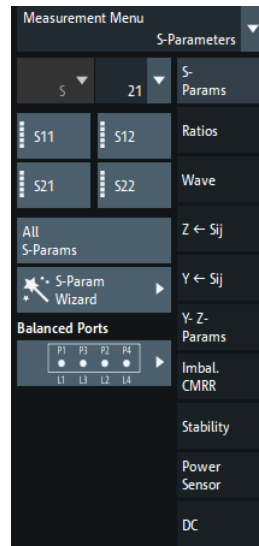 Measurement Menu
S-Parameters
S
21
S-
Params
S11
S12
Ratios
S21
S22
Wave
All
S-Params
Z ← Sij
S-Param
Wizard
Y ← Sij
Balanced Ports
Y- Z-
Params
P1 P3 P2 P4
L1 L3 L2 L4
Imbal.
CMRR
Stability
Power
Sensor
DC